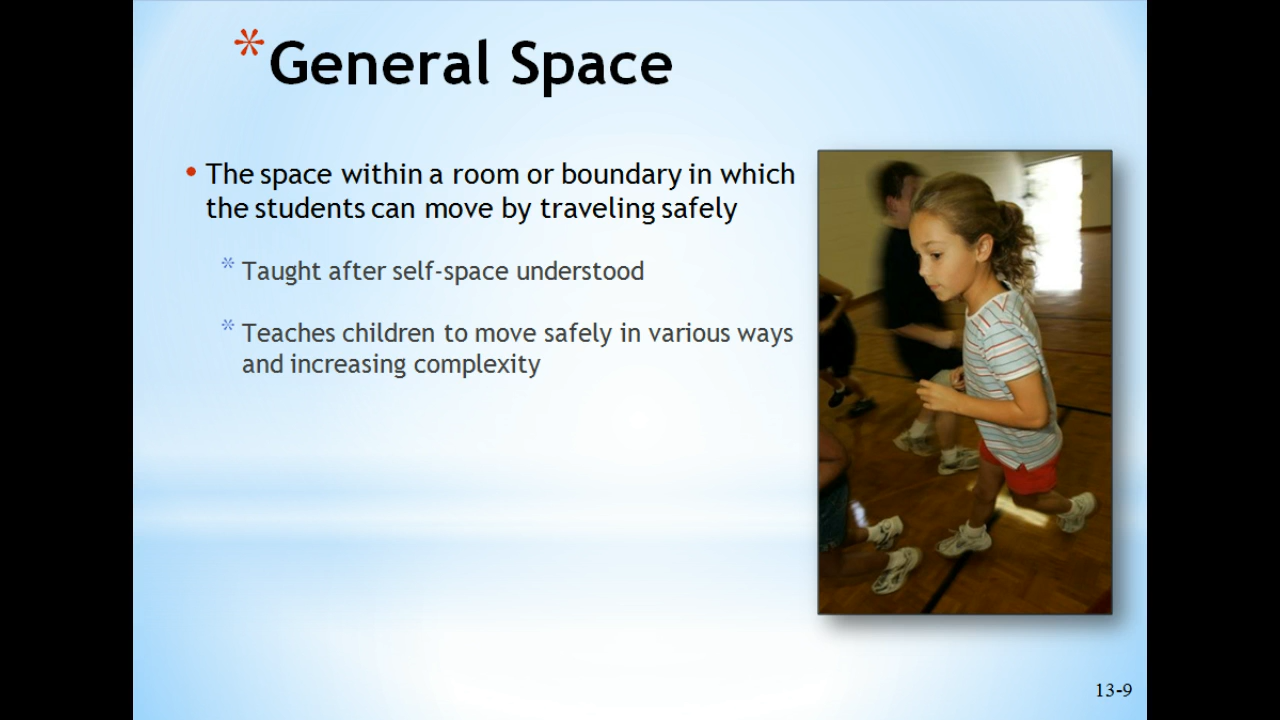 *General Space
• The space within a room or boundary in which
the students can move by traveling safely
* Taught after self-space understood
* Teaches children to move safely in various ways
and increasing complexity
13-9